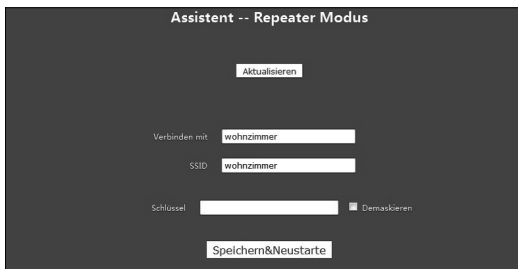 Assistent -- Repeater Modus
Aktualisieren
Verbinden mit wohnzimmer
SSID wohnzimmer
Schlüssel Demaskieren
Speichern&Neustarte